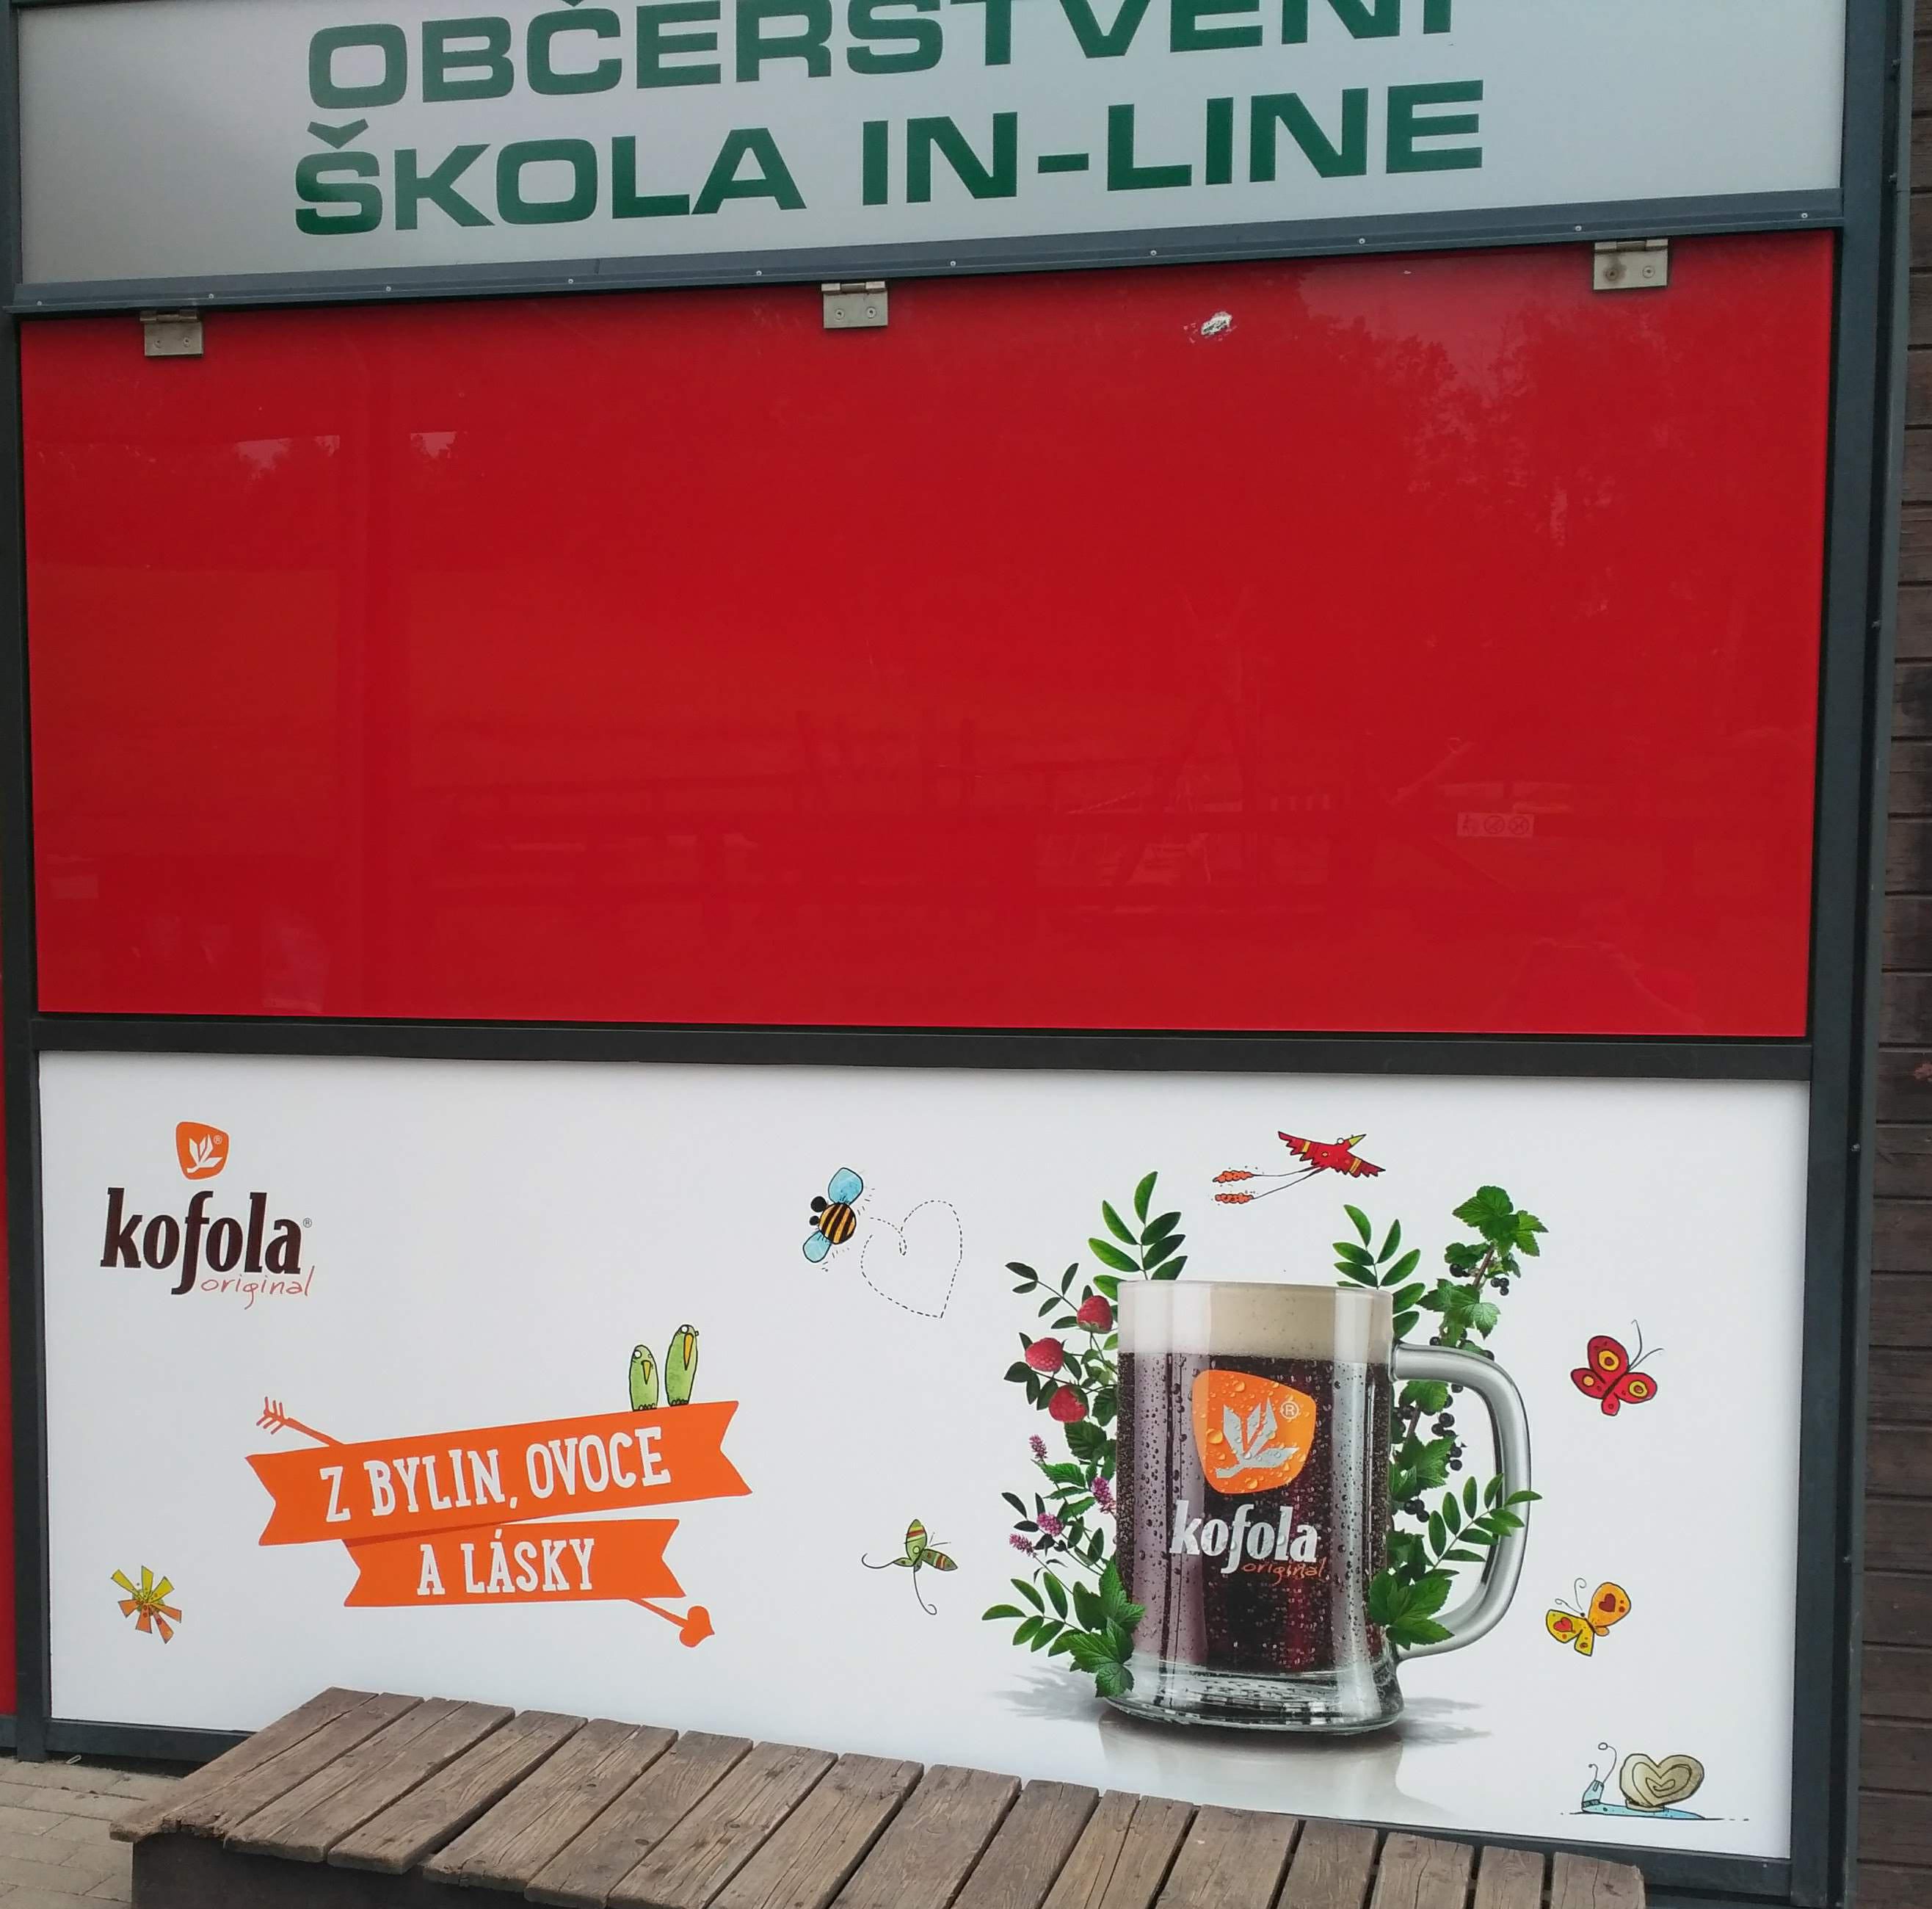 OBČERSTVENÍ
ŠKOLA IN-LINE
kofola®
original
Z BYLIN, OVOCE
A LÁSKY
®
kofola
original